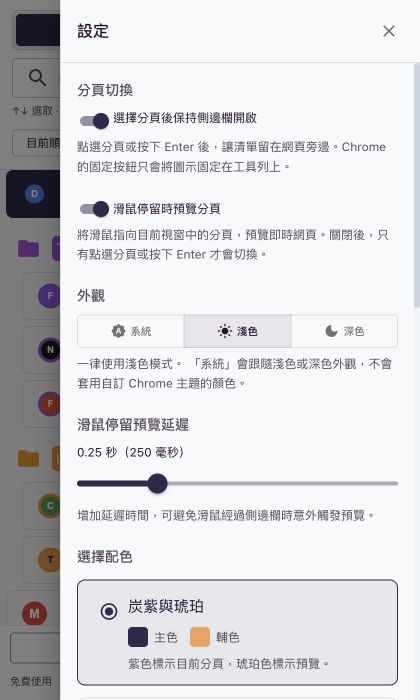 設定
分頁切換
選擇分頁後保持側邊欄開啟
點選分頁或按下 Enter 後，讓清單留在網頁旁邊。Chrome
的固定按鈕只會將圖示固定在工具列上。
滑鼠停留時預覽分頁
將滑鼠指向目前視窗中的分頁，預覽即時網頁。關閉後，只
有點選分頁或按下 Enter 才會切換。
外觀
系統
淺色
深色
一律使用淺色模式。「系統」會跟隨淺色或深色外觀，不會
套用自訂 Chrome 主題的顏色。
滑鼠停留預覽延遲
0.25 秒（250 毫秒）
增加延遲時間，可避免滑鼠經過側邊欄時意外觸發預覽。
選擇配色
炭紫與琥珀
主色
輔色
紫色標示目前分頁，琥珀色標示預覽。
↑↓ 選取 ·
目前順
D
F
N
F
C
T
M
免費使用